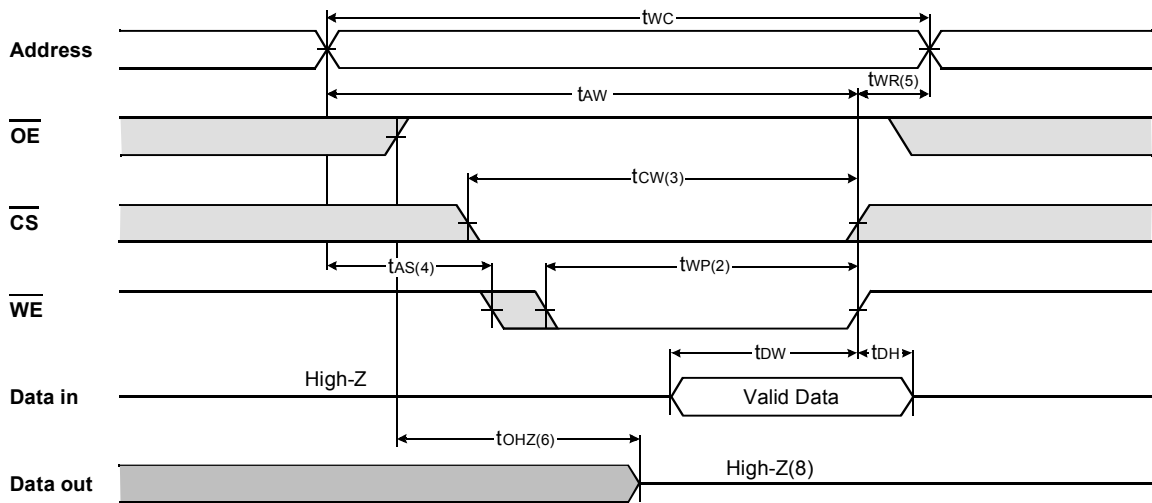 tWC
Address
tWR(5)
tAW
OE
tCW(3)
CS
tAS(4)
tWP(2)
WE
tDW
tDH
High-Z
Data in
Valid Data
tOHZ(6)
High-Z(8)
Data out